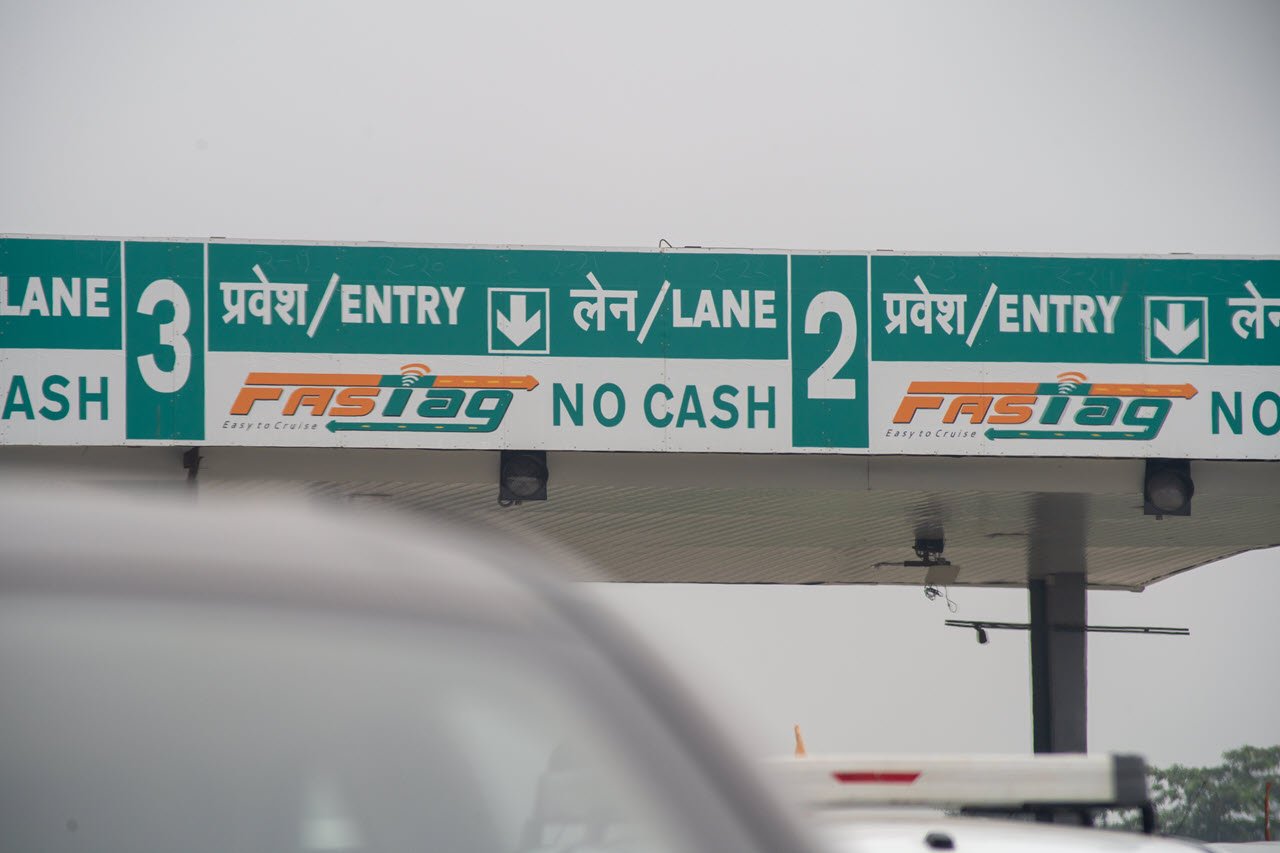 LANE 3 प्रवेश/ENTRY लेन/LANE 2 प्रवेश/ENTRY
CASH FASTag NO CASH FASTag NO
Easy to Cruise Easy to Cruise